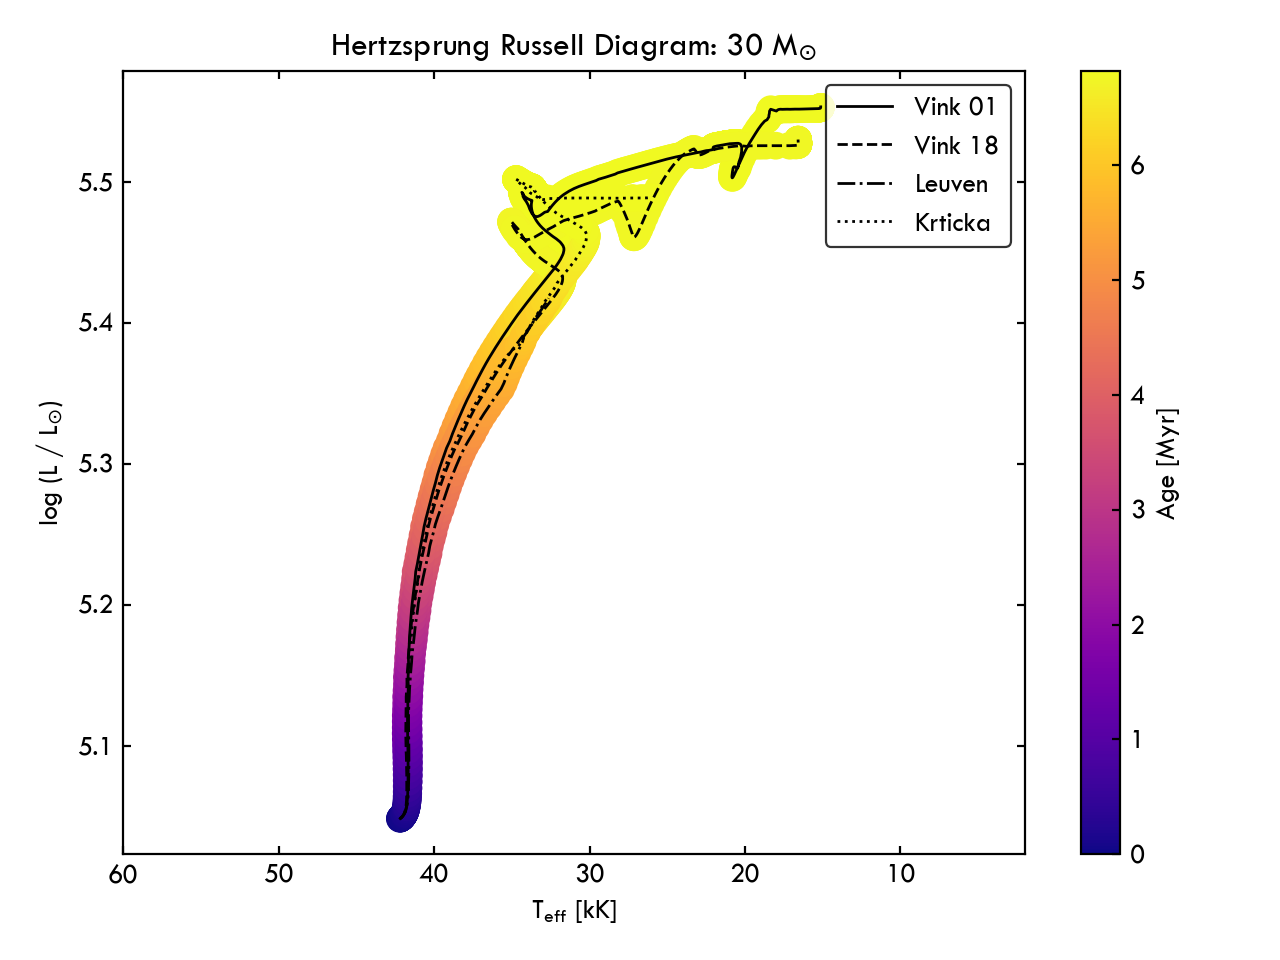 Hertzsprung Russell Diagram: 30 M⊙
Vink 01
Vink 18
Leuven
Krticka
5.5
5.4
5.3
5.2
5.1
log (L / L⊙)
60
50
40
30
20
10
Teff [kK]
6
5
4
3
2
1
0
Age [Myr]